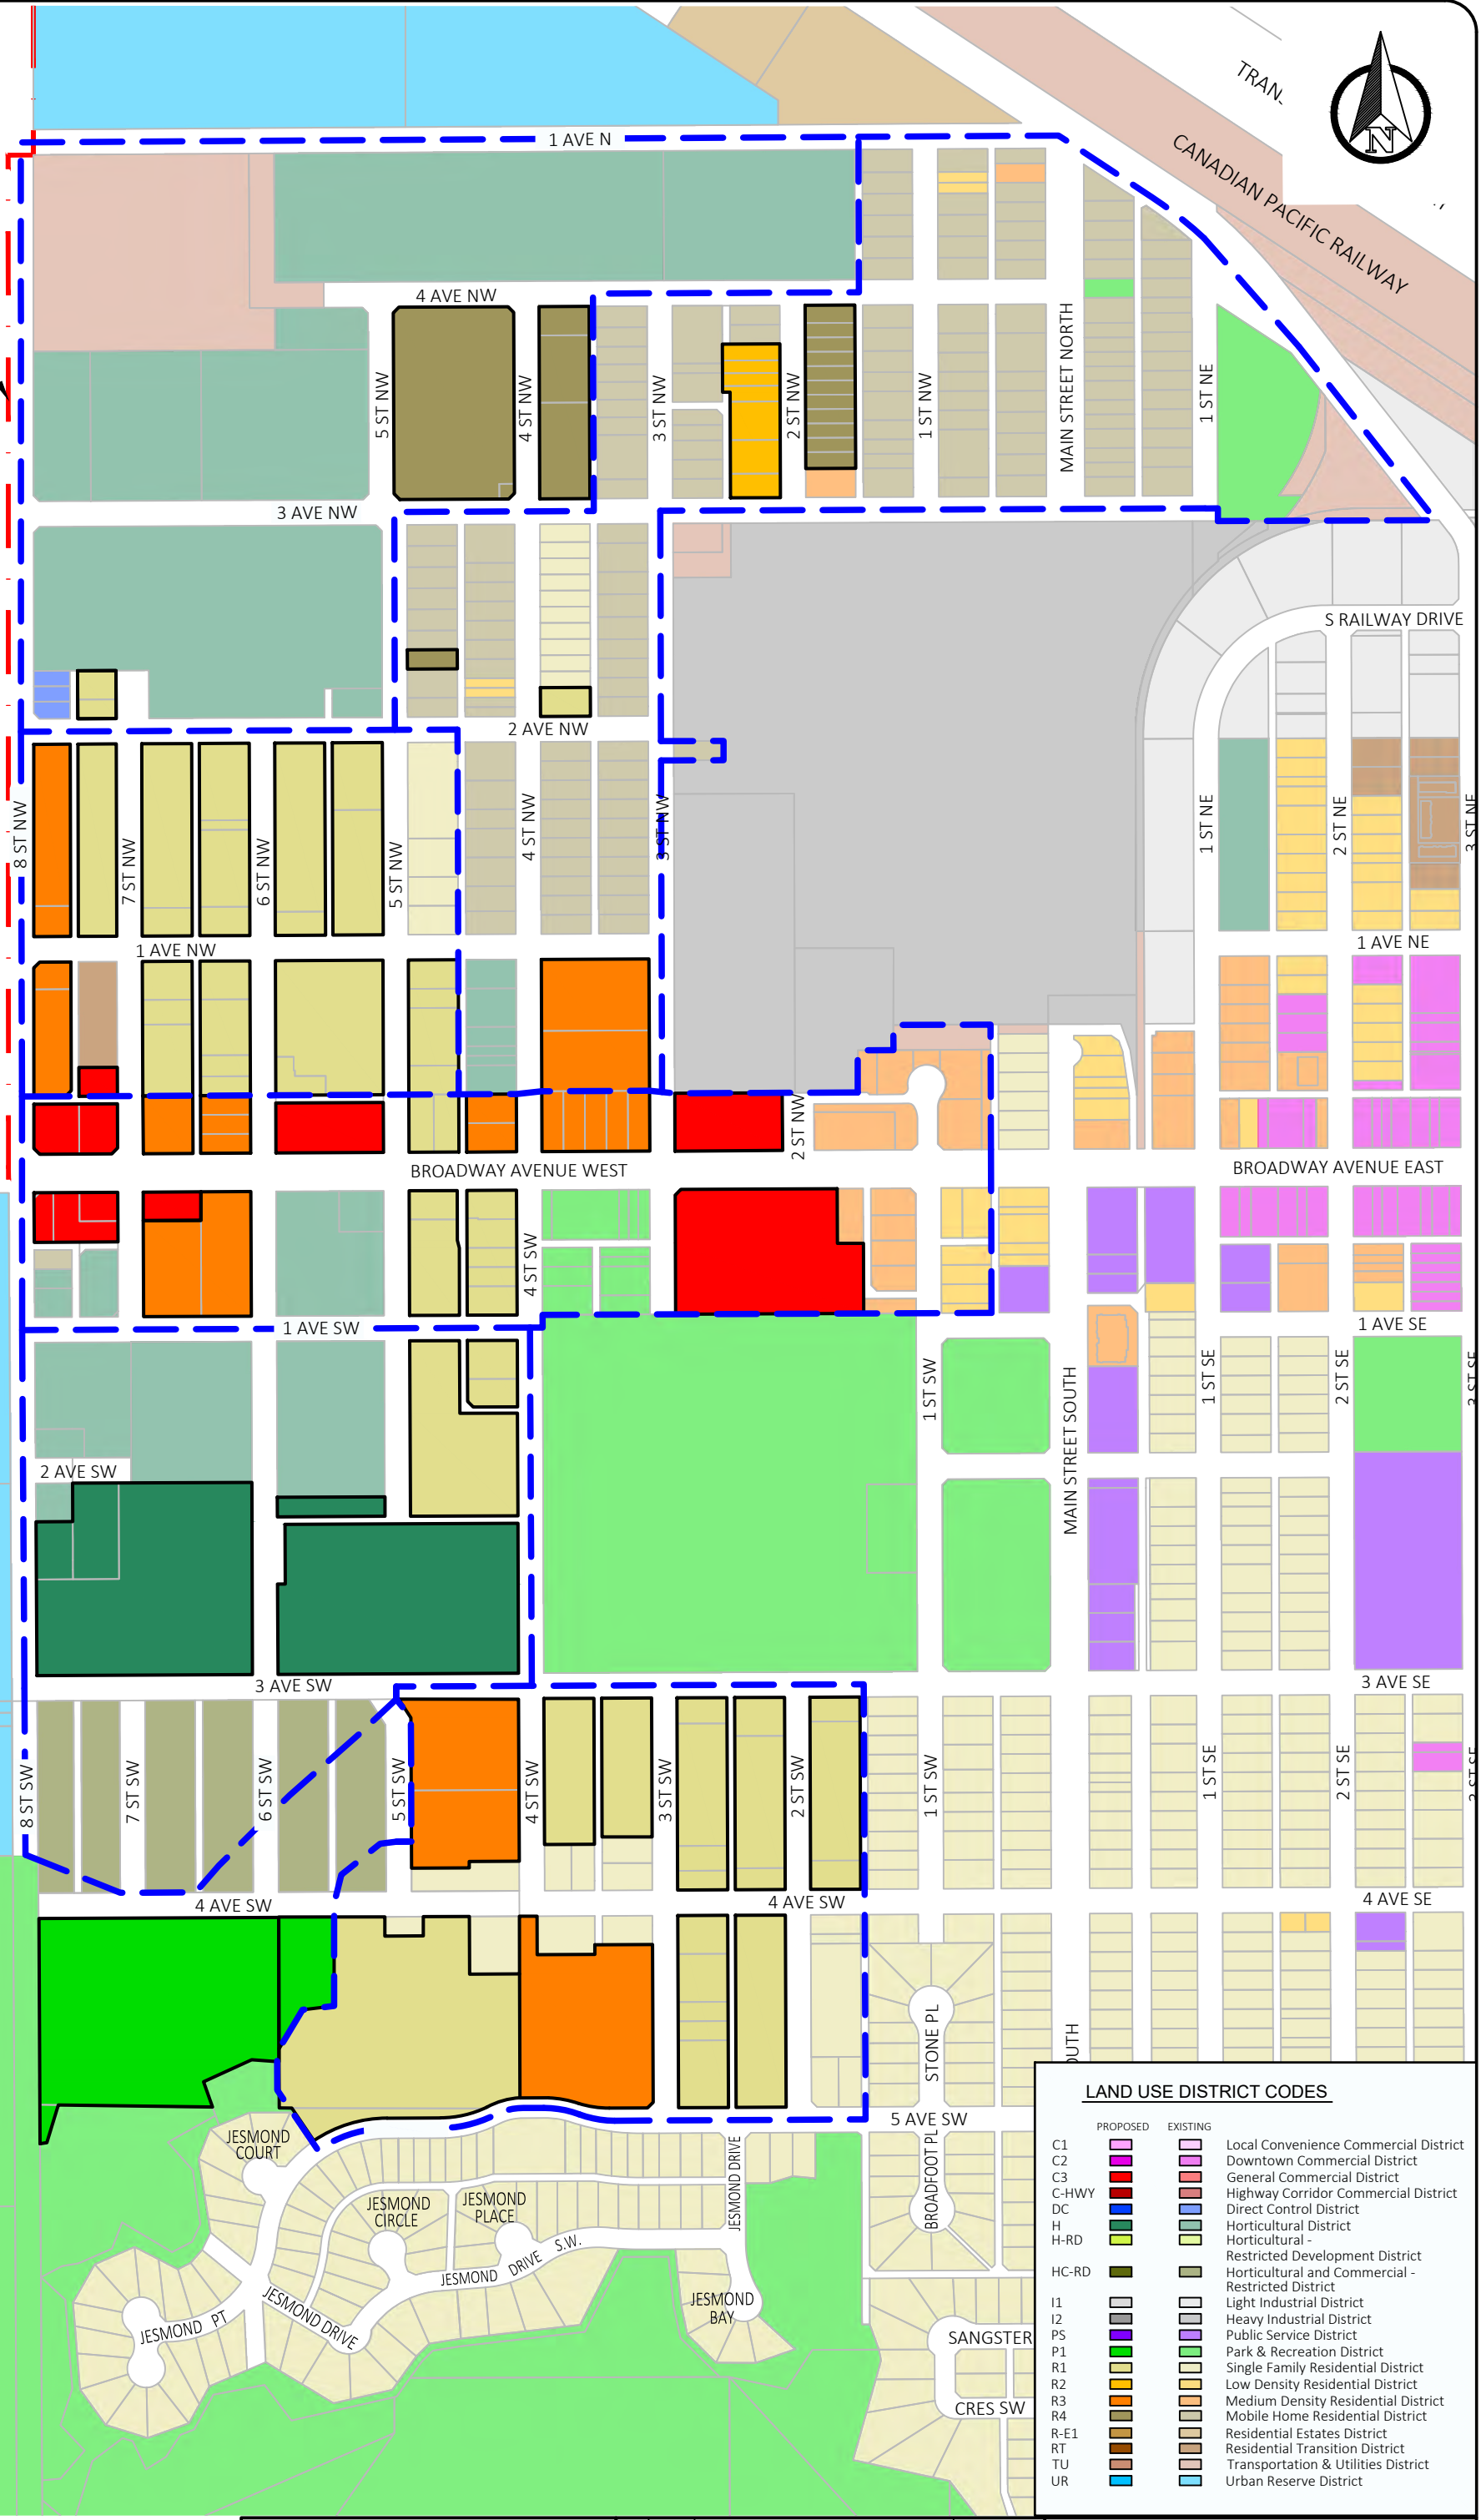 TRAN
CANADIAN PACIFIC RAILWAY
N
1 AVE N
4 AVE NW
5 ST NW
4 ST NW
3 ST NW
2 ST NW
1 ST NW
MAIN STREET NORTH
1 ST NE
3 AVE NW
S RAILWAY DRIVE
2 AVE NW
8 ST NW
7 ST NW
6 ST NW
5 ST NW
4 ST NW
3 ST NW
1 ST NE
2 ST NE
3 ST NE
1 AVE NW
1 AVE NE
2 ST NW
BROADWAY AVENUE WEST
BROADWAY AVENUE EAST
4 ST SW
1 AVE SW
1 AVE SE
1 ST SW
MAIN STREET SOUTH
1 ST SE
2 ST SE
3 ST SE
2 AVE SW
3 AVE SW
3 AVE SE
8 ST SW
7 ST SW
6 ST SW
5 ST SW
4 ST SW
3 ST SW
2 ST SW
1 ST SW
1 ST SE
2 ST SE
3 ST SE
4 AVE SW
4 AVE SW
4 AVE SE
STONE PL
OUTH
5 AVE SW
JESMOND
COURT
JESMOND
CIRCLE
JESMOND
PLACE
JESMOND DRIVE
BROADFOOT PL
JESMOND DRIVE S.W.
JESMOND DRIVE
JESMOND PT
JESMOND
BAY
SANGSTER
CRES SW
LAND USE DISTRICT CODES
PROPOSED EXISTING
C1 Local Convenience Commercial District
C2 Downtown Commercial District
C3 General Commercial District
C-HWY Highway Corridor Commercial District
DC Direct Control District
H Horticultural District
H-RD Horticultural -
Restricted Development District
HC-RD Horticultural and Commercial -
Restricted District
I1 Light Industrial District
I2 Heavy Industrial District
PS Public Service District
P1 Park & Recreation District
R1 Single Family Residential District
R2 Low Density Residential District
R3 Medium Density Residential District
R4 Mobile Home Residential District
R-E1 Residential Estates District
RT Residential Transition District
TU Transportation & Utilities District
UR Urban Reserve District